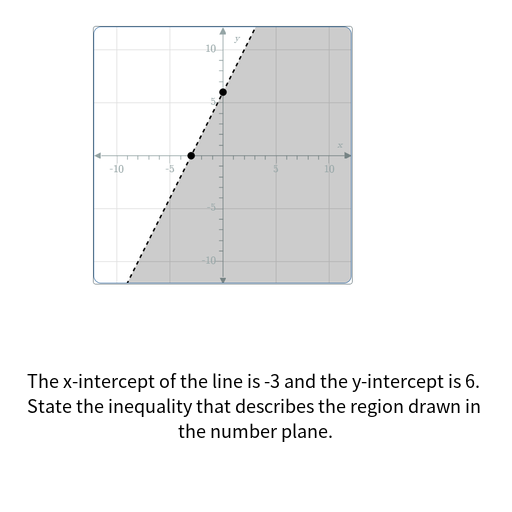 y
10
5
x
-10
-5
5
10
-5
-10
The x-intercept of the line is -3 and the y-intercept is 6.
State the inequality that describes the region drawn in
the number plane.